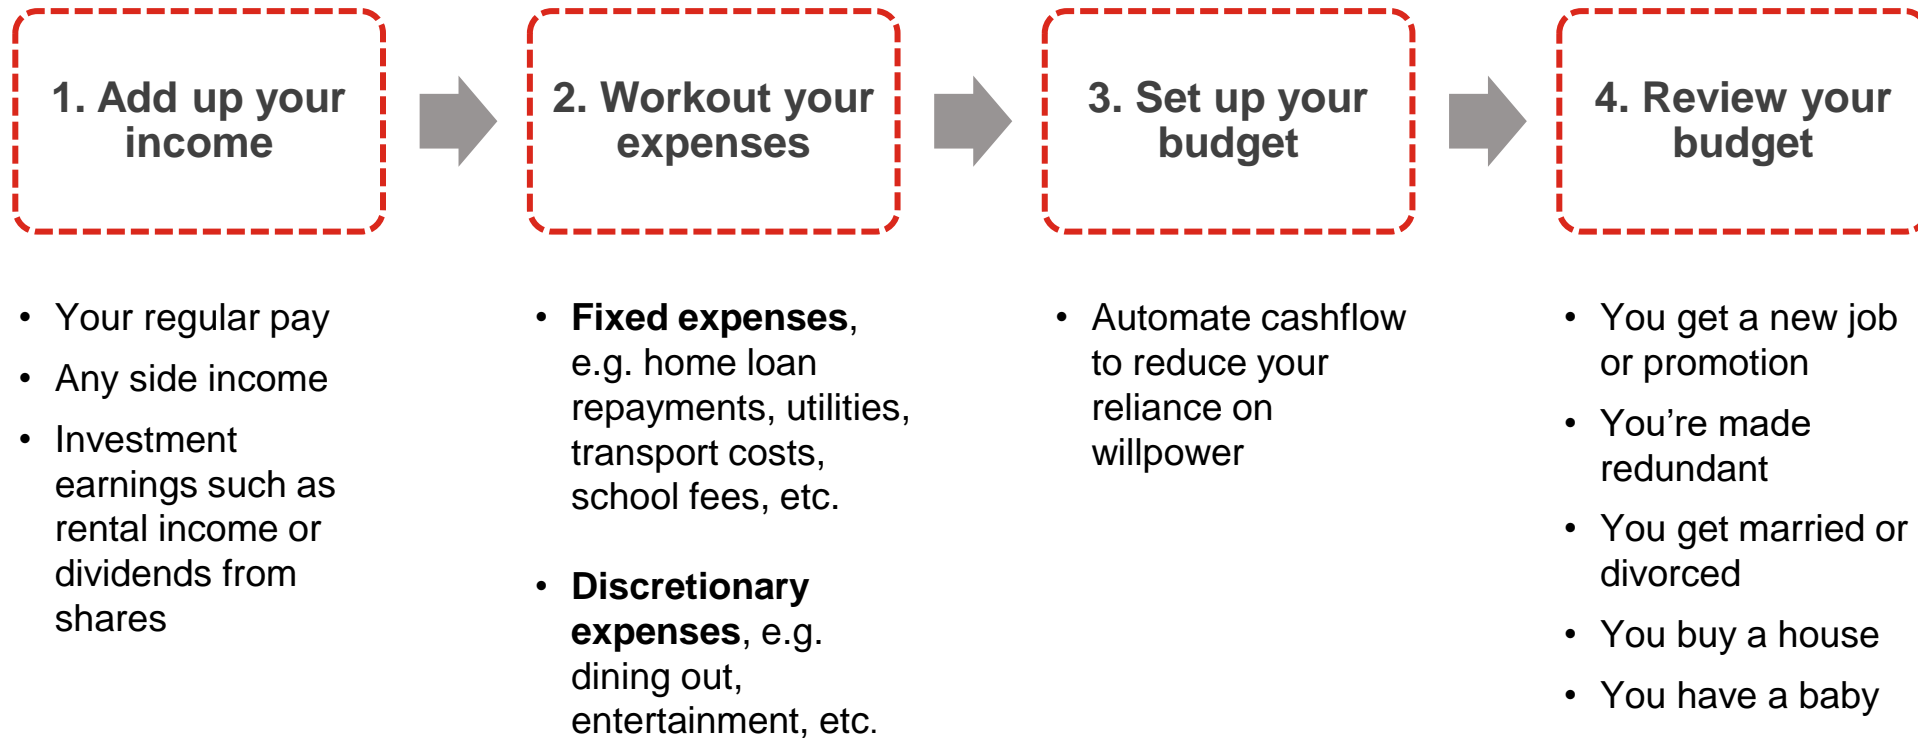 1. Add up your
income
2. Workout your
expenses
3. Set up your
budget
4. Review your
budget
• Your regular pay
• Any side income
• Investment
earnings such as
rental income or
dividends from
shares
• Fixed expenses,
e.g. home loan
repayments, utilities,
transport costs,
school fees, etc.
• Discretionary
expenses, e.g.
dining out,
entertainment, etc.
• Automate cashflow
to reduce your
reliance on
willpower
• You get a new job
or promotion
• You’re made
redundant
• You get married or
divorced
• You buy a house
• You have a baby